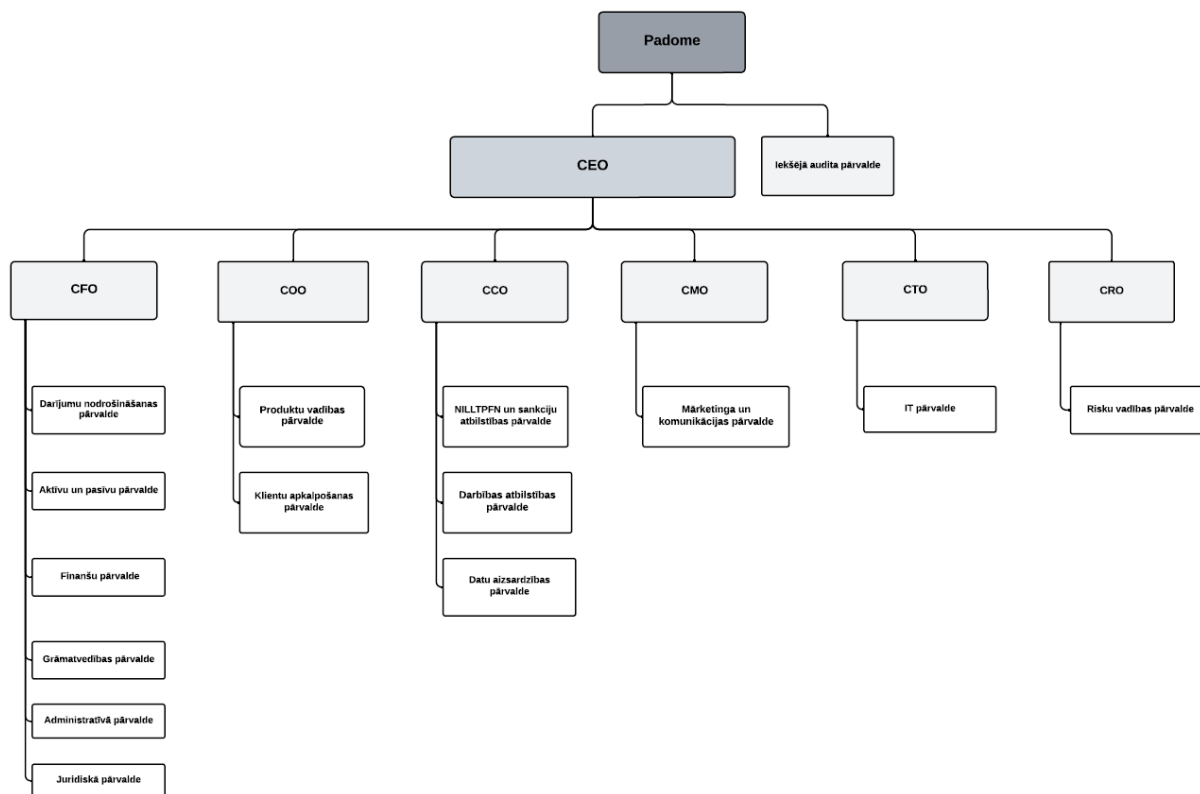 Padome
CEO
Iekšējā audita pārvalde
CFO
COO
CCO
CMO
CTO
CRO
Darījumu nodrošināšanas
pārvalde
Produktu vadības
pārvalde
NILLTPFN un sankciju
atbilstības pārvalde
Mārketinga un
komunikācijas pārvalde
IT pārvalde
Risku vadības pārvalde
Aktīvu un pasīvu pārvalde
Klientu apkalpošanas
pārvalde
Darbības atbilstības
pārvalde
Finanšu pārvalde
Datu aizsardzības
pārvalde
Grāmatvedības pārvalde
Administratīvā pārvalde
Juridiskā pārvalde